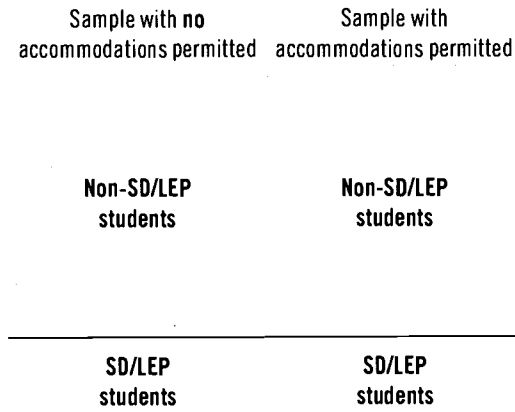 Sample with no
accommodations permitted
Sample with
accommodations permitted
Non-SD/LEP
students
Non-SD/LEP
students
SD/LEP
students
SD/LEP
students